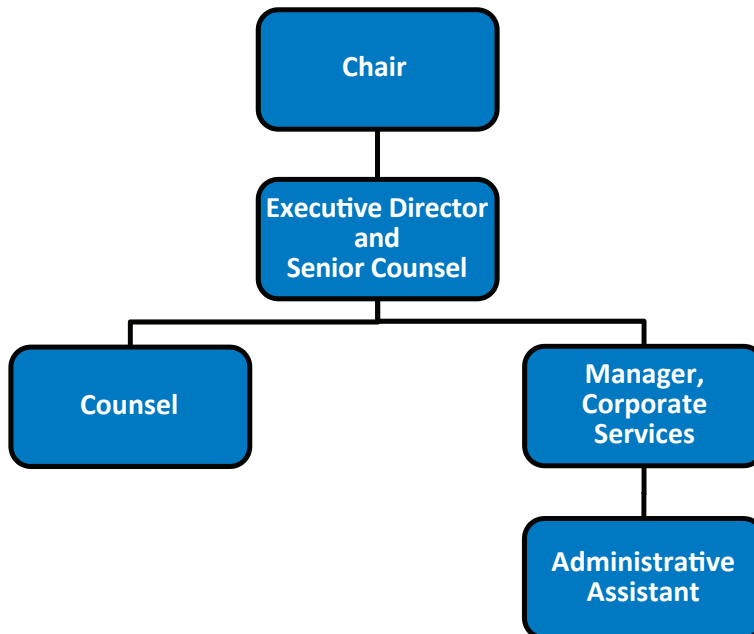 Chair
Executive Director
and
Senior Counsel
Counsel
Manager,
Corporate
Services
Administrative
Assistant